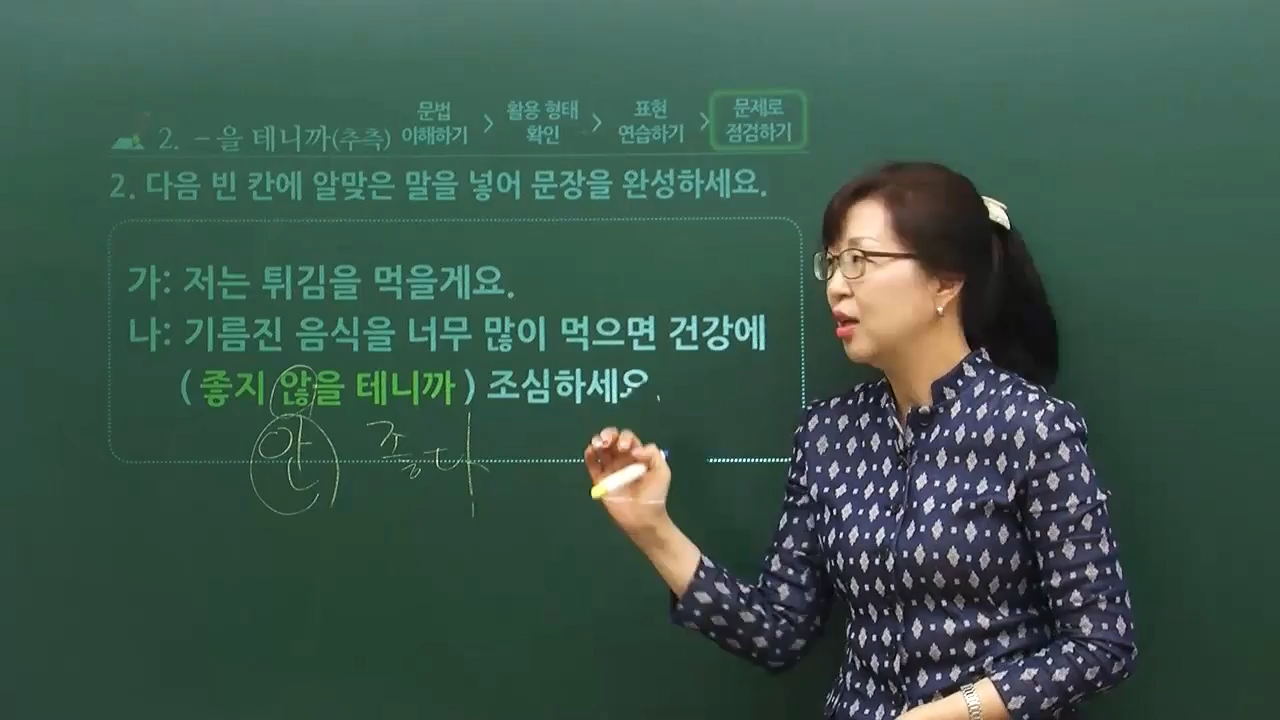 문법 이해하기 > 활용 형태 확인 > 표현 연습하기 > 문제로 점검하기
2. -을 테니까(추측)
2. 다음 빈 칸에 알맞은 말을 넣어 문장을 완성하세요.
가: 저는 튀김을 먹을게요.
나: 기름진 음식을 너무 많이 먹으면 건강에
(좋지 않을 테니까) 조심하세요
안 좋다